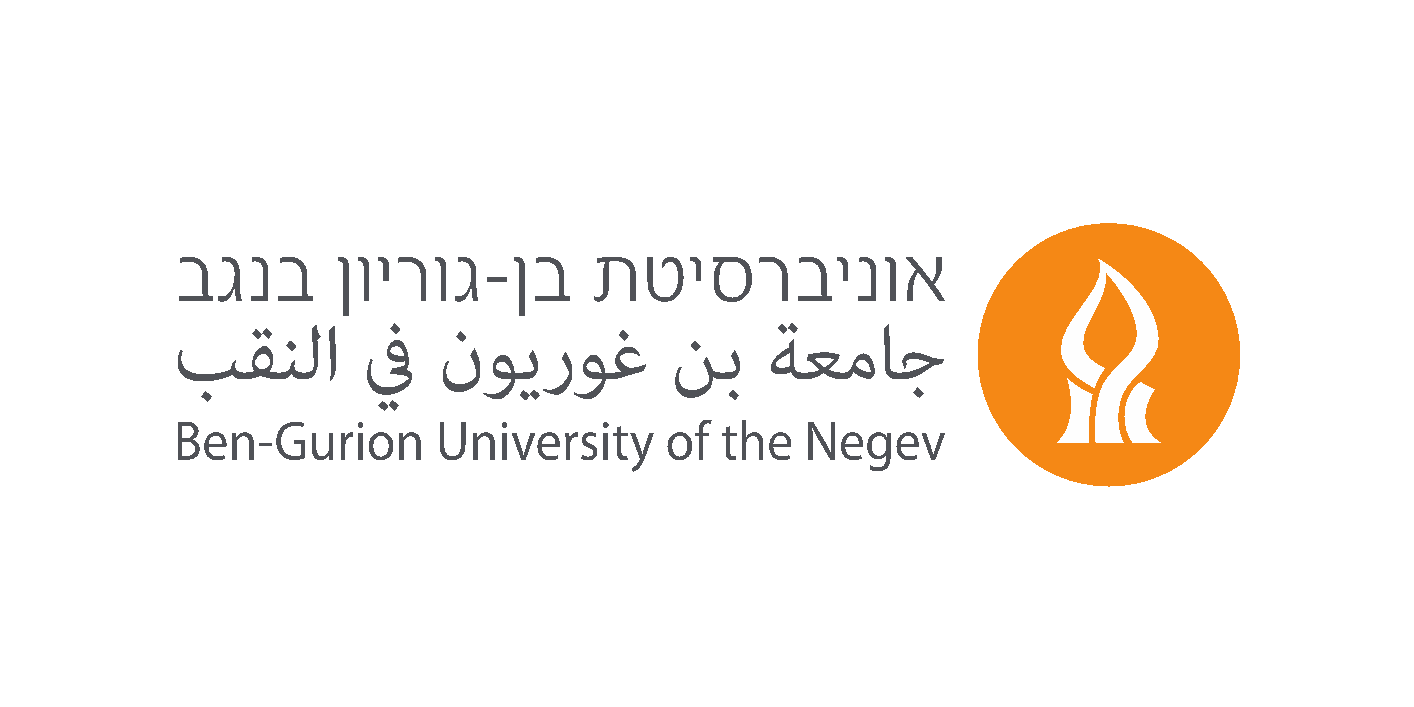 אוניברסיטת בן-גוריון בנגב
جامعة بن غوريون في النقب
Ben-Gurion University of the Negev